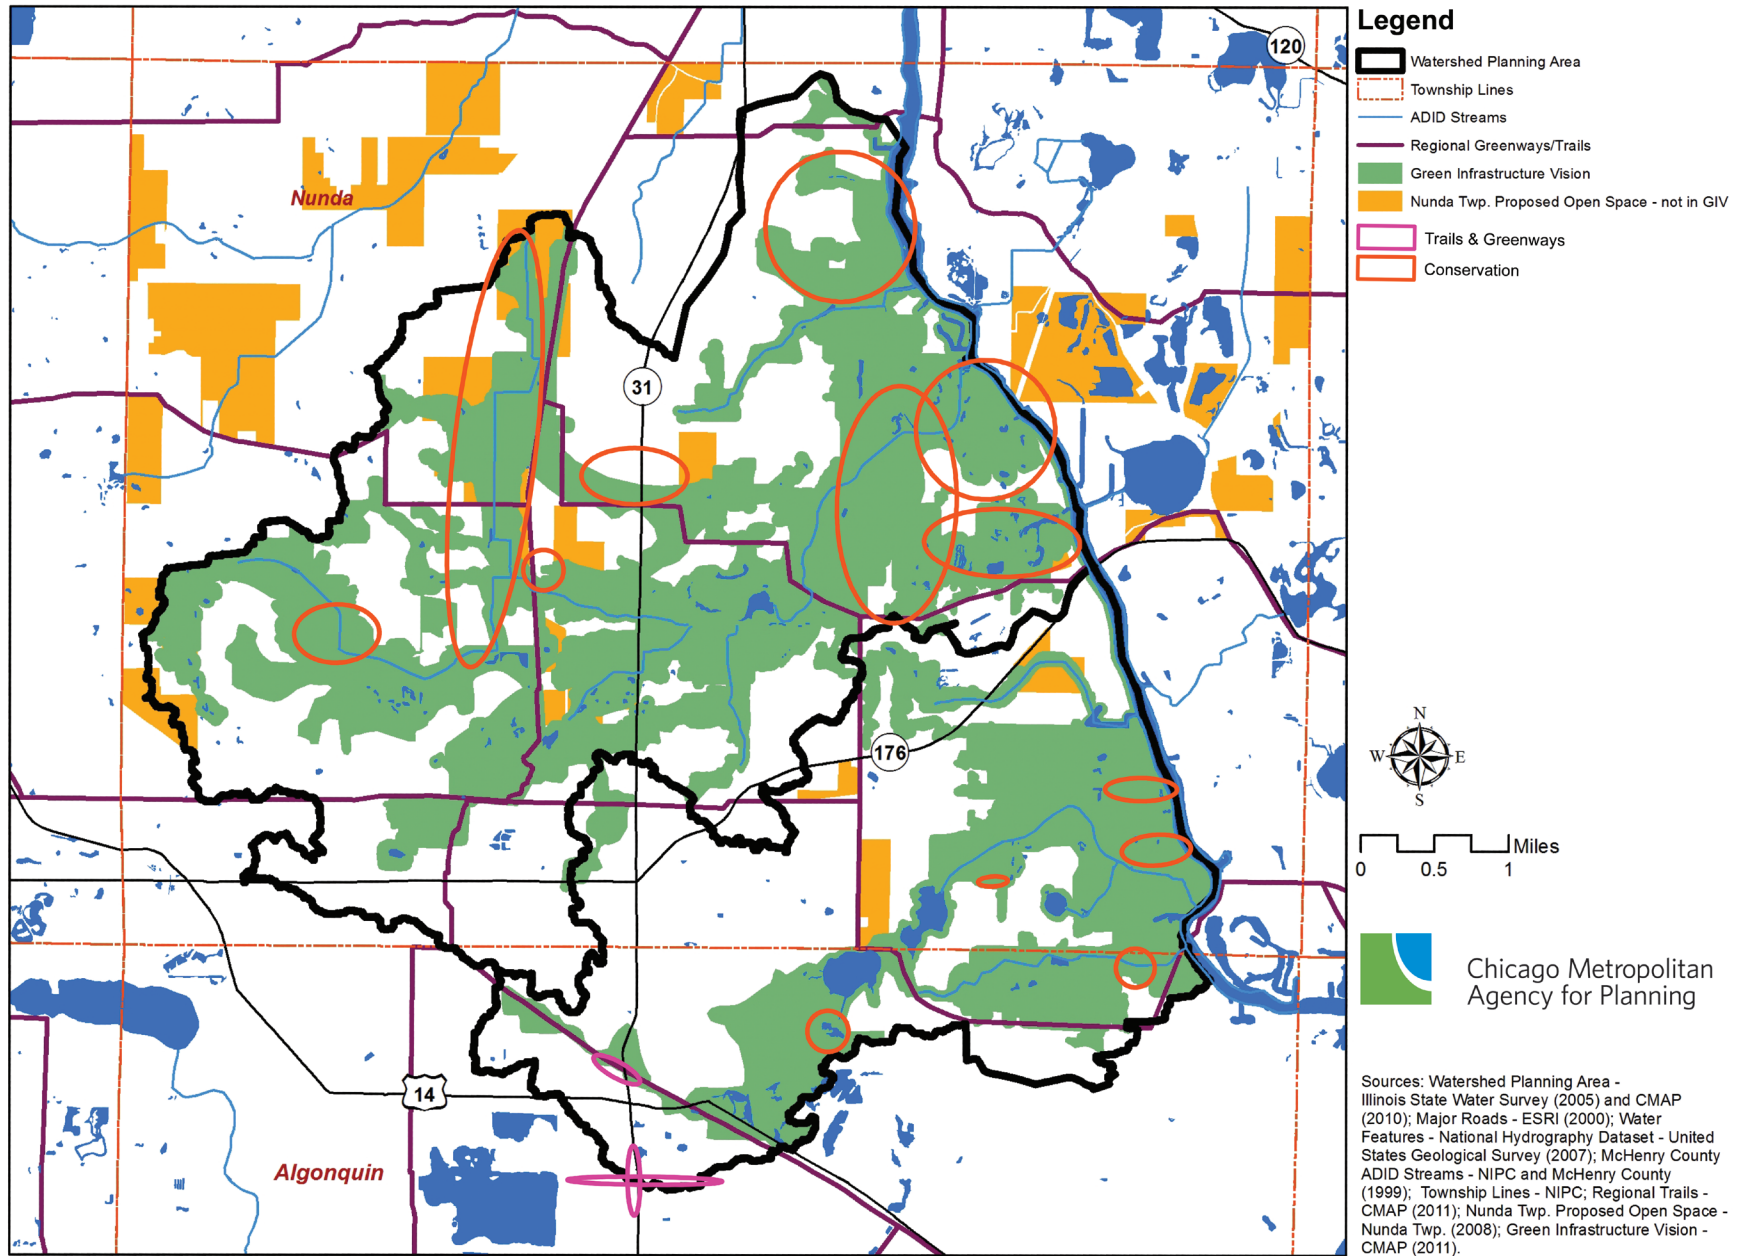 Legend
120
Watershed Planning Area
Township Lines
ADID Streams
Regional Greenways/Trails
Green Infrastructure Vision
Nunda
Nunda Twp. Proposed Open Space - not in GIV
Trails & Greenways
Conservation
31
176
N
W E
S
Miles
0 0.5 1
Chicago Metropolitan
Agency for Planning
14
Algonquin
Sources: Watershed Planning Area -
Illinois State Water Survey (2005) and CMAP
(2010); Major Roads - ESRI (2000); Water
Features - National Hydrography Dataset - United
States Geological Survey (2007); McHenry County
ADID Streams - NIPC and McHenry County
(1999); Township Lines - NIPC; Regional Trails -
CMAP (2011); Nunda Twp. Proposed Open Space -
Nunda Twp. (2008); Green Infrastructure Vision -
CMAP (2011).